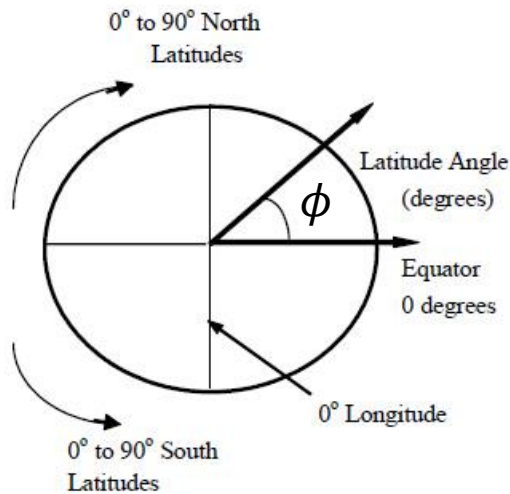 0° to 90° North
Latitudes
Latitude Angle
(degrees)
ϕ
Equator
0 degrees
0° Longitude
0° to 90° South
Latitudes